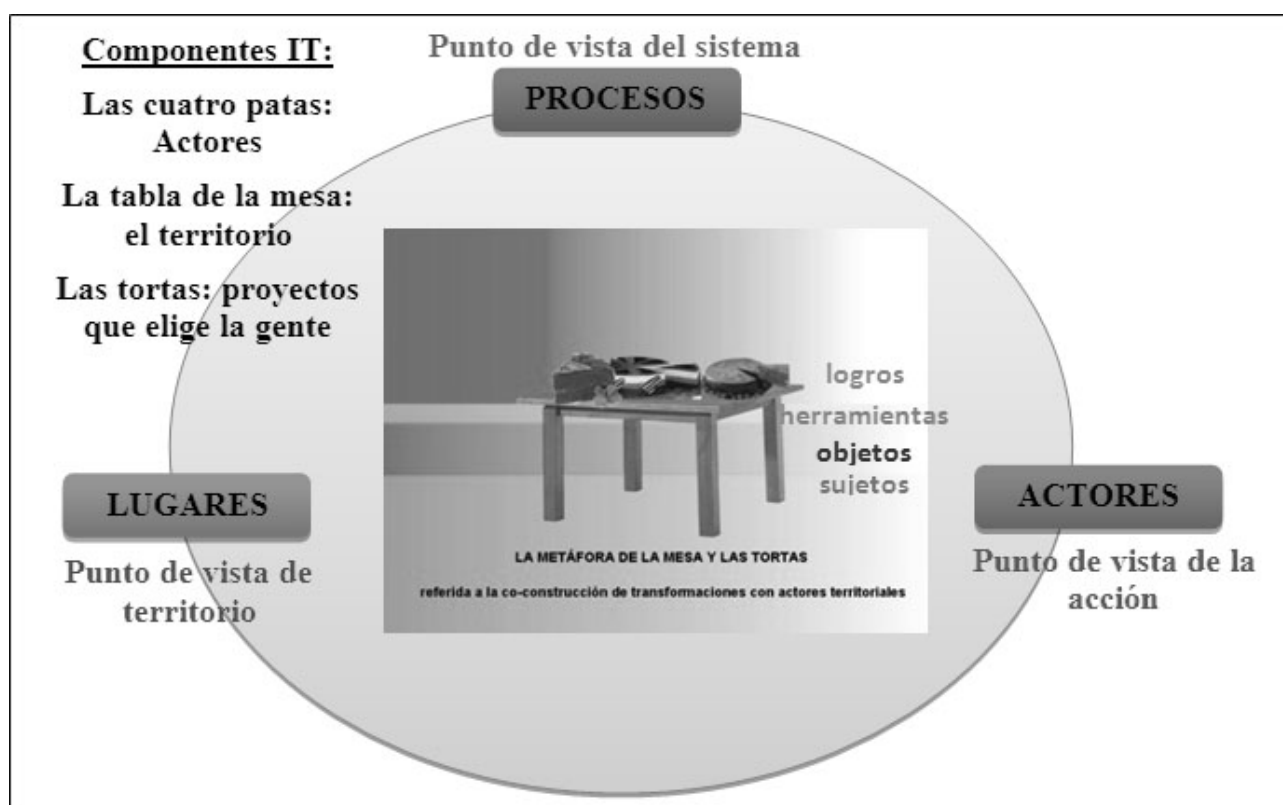 Componentes IT:
Las cuatro patas:
Actores
La tabla de la mesa:
el territorio
Las tortas: proyectos
que elige la gente
Punto de vista del sistema
PROCESOS
logros
herramientas
objetos
sujetos
LA METÁFORA DE LA MESA Y LAS TORTAS
referida a la co-construcción de transformaciones con actores territoriales
LUGARES
Punto de vista de
territorio
ACTORES
Punto de vista de la
acción